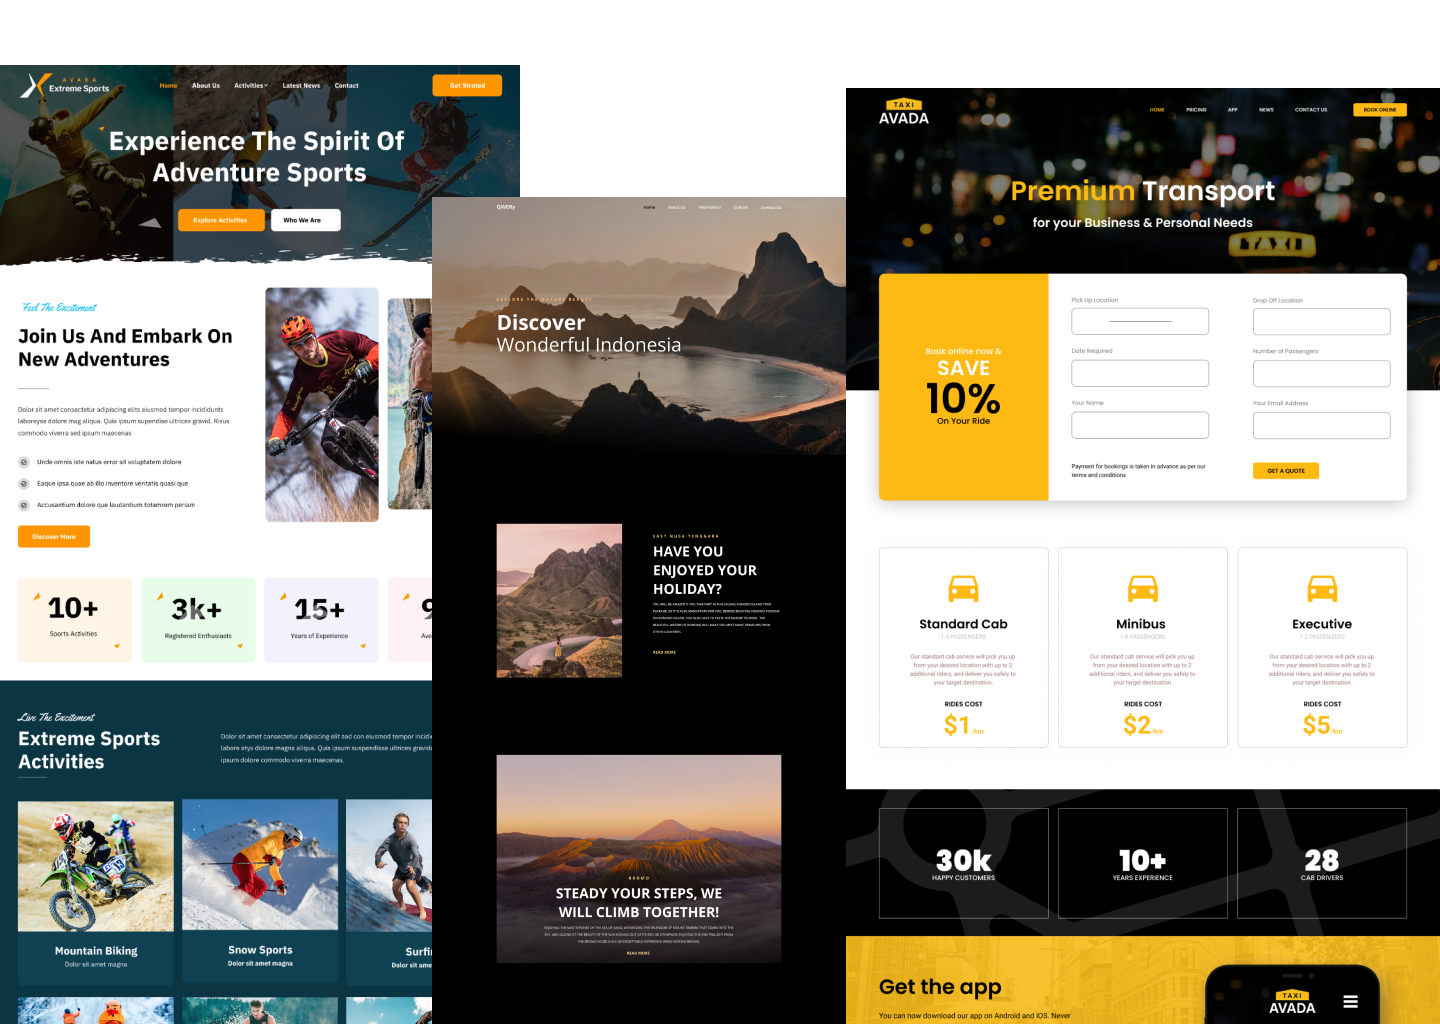 AVADA
Extreme Sports
Home
About Us
Activities
Latest News
Contact
Get Strated
Experience The Spirit Of
Adventure Sports
Explore Activities
Who We Are
Feel The Excitement
Join Us And Embark On
New Adventures
Dolor sit amet consectetur adipiscing elits eiusmod tempor incididunts
laboreyse dolore mag aliqua. Quis ipsum supendise ultrices gravid. Risus
commodo viverra sed ipsum maecenas
Unde omnis iste natus error sit voluptatem dolore
Eaque ipsa quae ab illo inventore veritatis quasi que
Accusantium dolore que laudantium totamrem periam
Discover More
10+
Sports Activities
3k+
Registered Enthusiasts
15+
Years of Experience
Live The Excitement
Extreme Sports
Activities
Dolor sit amet consectetur adipiscing elit sed con eiusmod tempor incidi
labore etys dolore magna aliqua. Quis ipsum suspendisse ultrices gravida
ipsum dolor commodo viverra maecenas.
Mountain Biking
Dolor sit amet magna
Snow Sports
Dolor sit amet magna
Surfi
Dolor sit ame
QWERy
Home
About Us
Information
Culture
Contact Us
EXPLORE THE NATURE BEAUTY
Discover
Wonderful Indonesia
EAST NUSA TENGGARA
HAVE YOU
ENJOYED YOUR
HOLIDAY?
READ MORE
BROMO
STEADY YOUR STEPS, WE
WILL CLIMB TOGETHER!
READ MORE
TAXI
AVADA
HOME
PRICING
APP
NEWS
CONTACT US
BOOK ONLINE
Premium Transport
for your Business & Personal Needs
TAXI
Book online now &
SAVE
10%
On Your Ride
Pick Up Location
Drop Off Location
Date Required
Number of Passengers
Your Name
Your Email Address
Payment for bookings is taken in advance as per our
terms and conditions
GET A QUOTE
Standard Cab
1-3 PASSENGERS
Our standard cab service will pick you up
from your desired location with up to 2
additional riders, and deliver you safely to
your target destination.
RIDES COST
$1/km
Minibus
1-8 PASSENGERS
Our standard cab service will pick you up
from your desired location with up to 2
additional riders, and deliver you safely to
your target destination.
RIDES COST
$2/km
Executive
1-2 PASSENGERS
Our standard cab service will pick you up
from your desired location with up to 2
additional riders, and deliver you safely to
your target destination.
RIDES COST
$5/km
30k
HAPPY CUSTOMERS
10+
YEARS EXPERIENCE
28
CAB DRIVERS
Get the app
You can now download our app on Android and iOS. Never
TAXI
AVADA